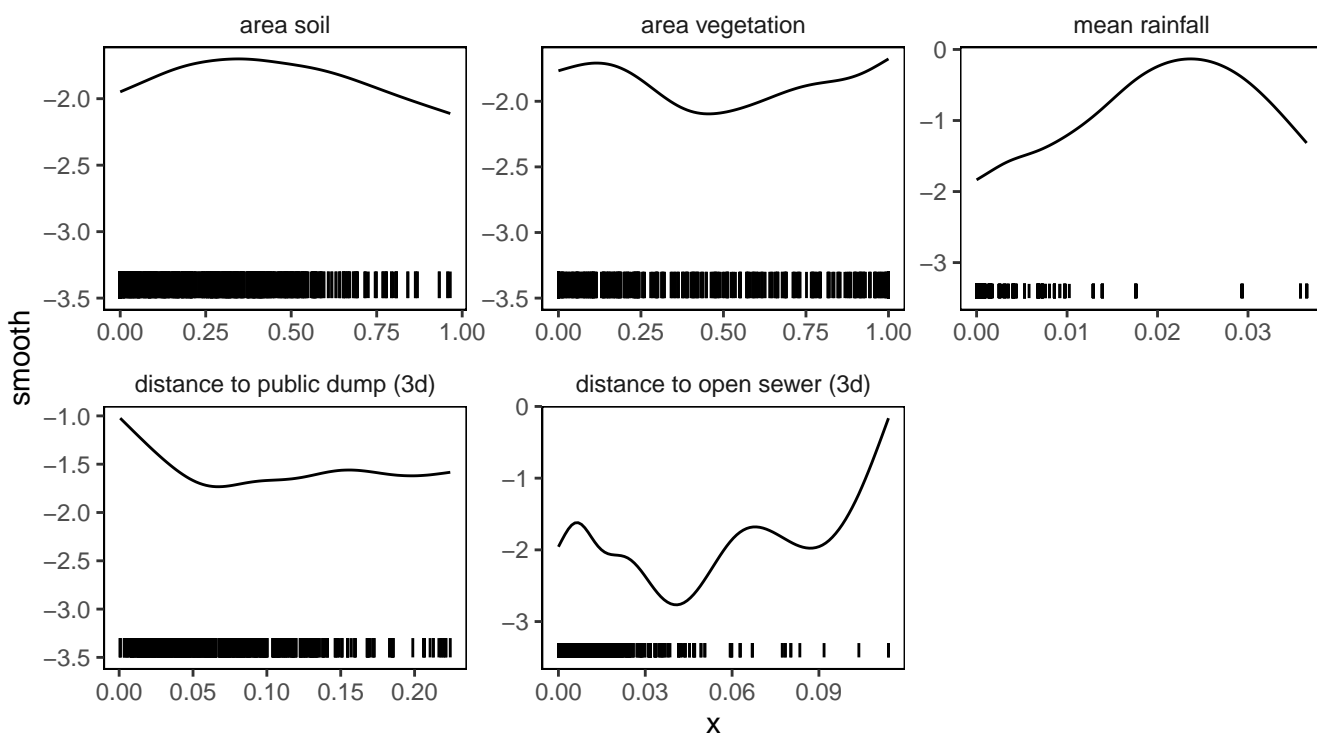 area soil
area vegetation
mean rainfall
−2.0
−2.5
−3.0
−3.5
0.00 0.25 0.50 0.75 1.00
−2.0
−2.5
−3.0
−3.5
0.00 0.25 0.50 0.75 1.00
0
−1
−2
−3
0.00 0.01 0.02 0.03
smooth
distance to public dump (3d)
distance to open sewer (3d)
−1.0
−1.5
−2.0
−2.5
−3.0
−3.5
0.00 0.05 0.10 0.15 0.20
0
−1
−2
−3
0.00 0.03 0.06 0.09
x